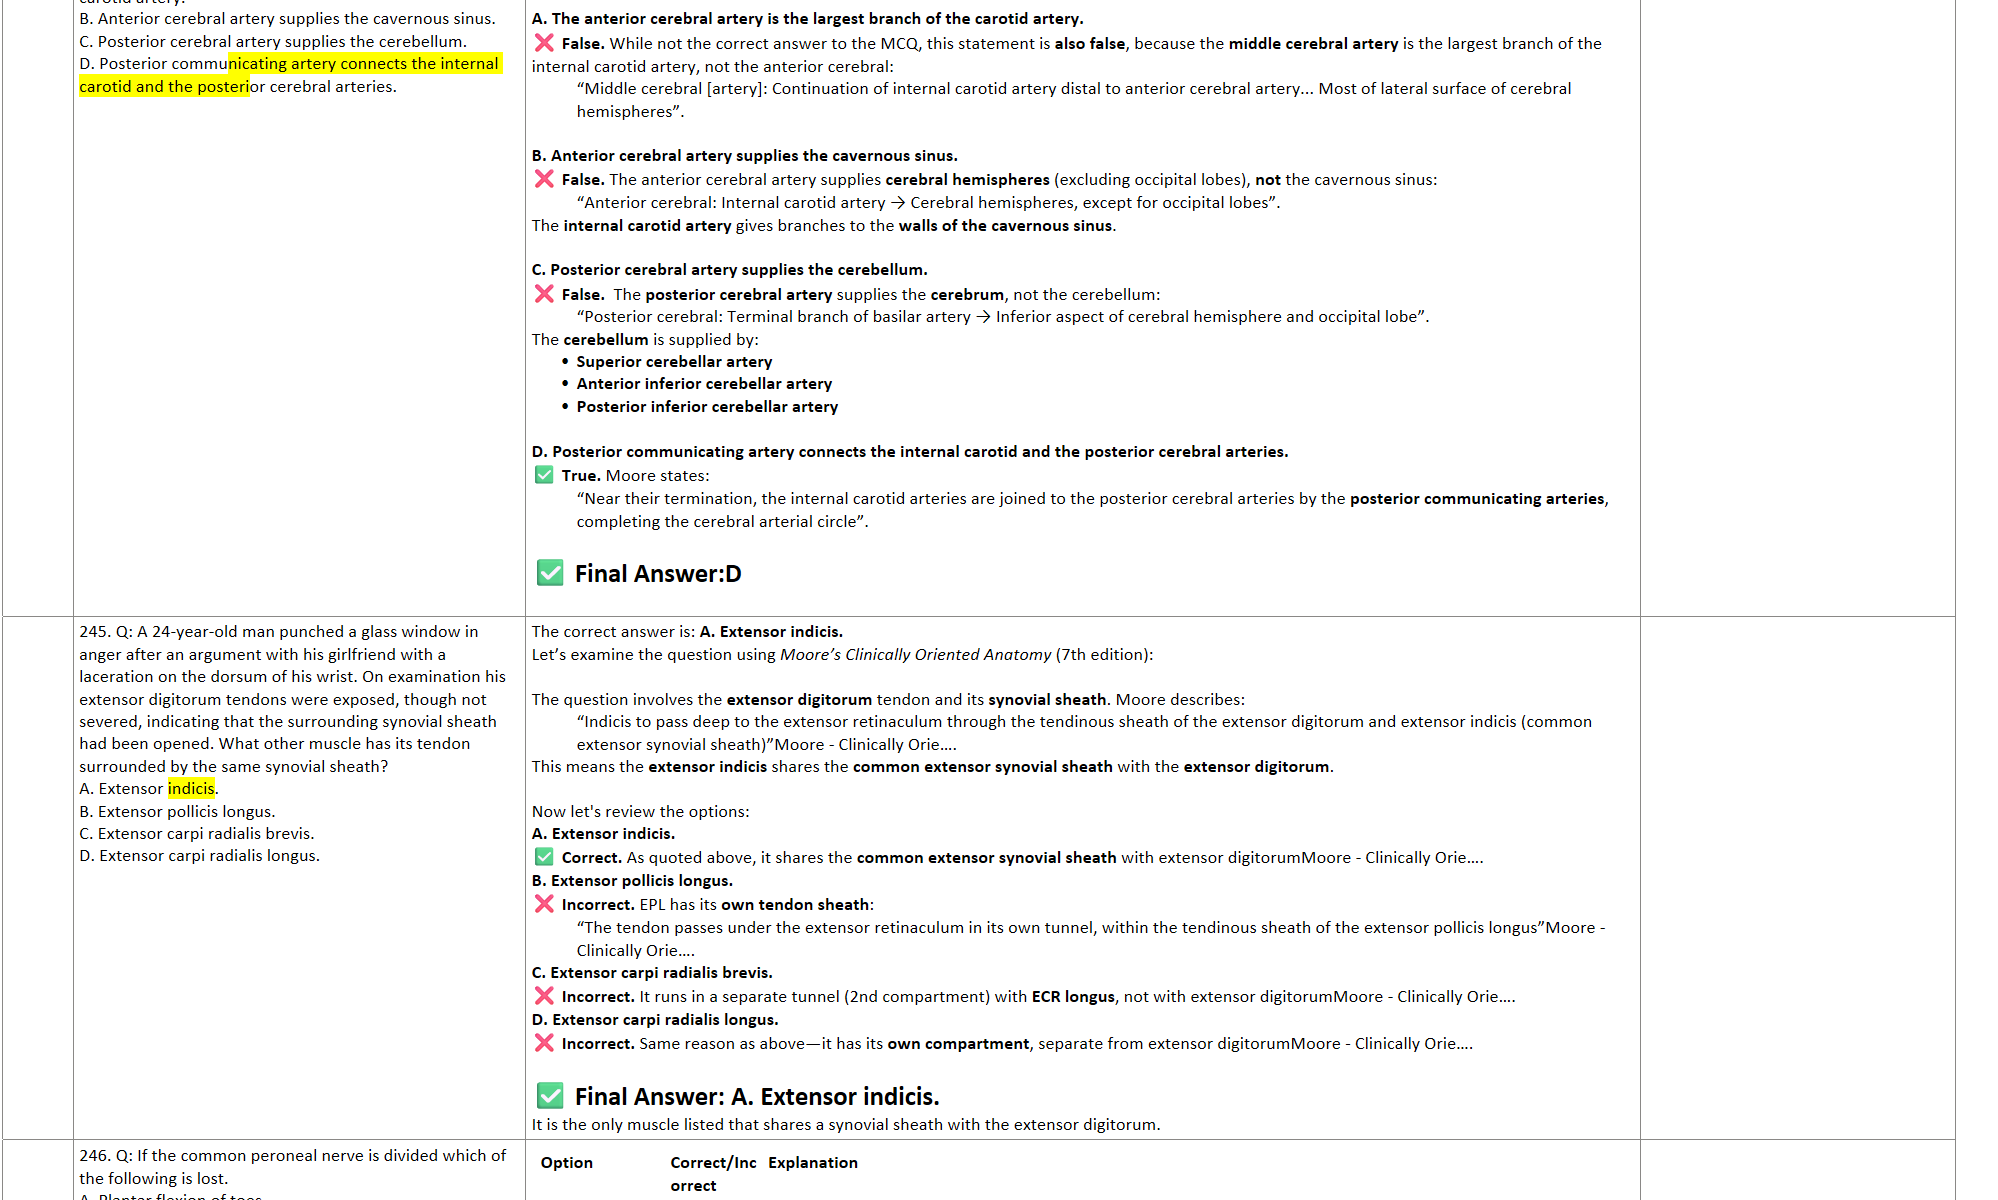 B. Anterior cerebral artery supplies the cavernous sinus.
C. Posterior cerebral artery supplies the cerebellum.
D. Posterior communicating artery connects the internal
carotid and the posterior cerebral arteries.
A. The anterior cerebral artery is the largest branch of the carotid artery.
❌ False. While not the correct answer to the MCQ, this statement is also false, because the middle cerebral artery is the largest branch of the
internal carotid artery, not the anterior cerebral:
“Middle cerebral [artery]: Continuation of internal carotid artery distal to anterior cerebral artery... Most of lateral surface of cerebral
hemispheres”.
B. Anterior cerebral artery supplies the cavernous sinus.
❌ False. The anterior cerebral artery supplies cerebral hemispheres (excluding occipital lobes), not the cavernous sinus:
“Anterior cerebral: Internal carotid artery → Cerebral hemispheres, except for occipital lobes”.
The internal carotid artery gives branches to the walls of the cavernous sinus.
C. Posterior cerebral artery supplies the cerebellum.
❌ False. The posterior cerebral artery supplies the cerebrum, not the cerebellum:
“Posterior cerebral: Terminal branch of basilar artery → Inferior aspect of cerebral hemisphere and occipital lobe”.
The cerebellum is supplied by:
• Superior cerebellar artery
• Anterior inferior cerebellar artery
• Posterior inferior cerebellar artery
D. Posterior communicating artery connects the internal carotid and the posterior cerebral arteries.
✅ True. Moore states:
“Near their termination, the internal carotid arteries are joined to the posterior cerebral arteries by the posterior communicating arteries,
completing the cerebral arterial circle”.
✅ Final Answer:D
245. Q: A 24-year-old man punched a glass window in
anger after an argument with his girlfriend with a
laceration on the dorsum of his wrist. On examination his
extensor digitorum tendons were exposed, though not
severed, indicating that the surrounding synovial sheath
had been opened. What other muscle has its tendon
surrounded by the same synovial sheath?
A. Extensor indicis.
B. Extensor pollicis longus.
C. Extensor carpi radialis brevis.
D. Extensor carpi radialis longus.
The correct answer is: A. Extensor indicis.
Let’s examine the question using Moore’s Clinically Oriented Anatomy (7th edition):
The question involves the extensor digitorum tendon and its synovial sheath. Moore describes:
“Indicis to pass deep to the extensor retinaculum through the tendinous sheath of the extensor digitorum and extensor indicis (common
extensor synovial sheath)”Moore - Clinically Orie….
This means the extensor indicis shares the common extensor synovial sheath with the extensor digitorum.
Now let's review the options:
A. Extensor indicis.
✅ Correct. As quoted above, it shares the common extensor synovial sheath with extensor digitorumMoore - Clinically Orie….
B. Extensor pollicis longus.
❌ Incorrect. EPL has its own tendon sheath:
“The tendon passes under the extensor retinaculum in its own tunnel, within the tendinous sheath of the extensor pollicis longus”Moore -
Clinically Orie….
C. Extensor carpi radialis brevis.
❌ Incorrect. It runs in a separate tunnel (2nd compartment) with ECR longus, not with extensor digitorumMoore - Clinically Orie….
D. Extensor carpi radialis longus.
❌ Incorrect. Same reason as above—it has its own compartment, separate from extensor digitorumMoore - Clinically Orie….
✅ Final Answer: A. Extensor indicis.
It is the only muscle listed that shares a synovial sheath with the extensor digitorum.
246. Q: If the common peroneal nerve is divided which of
the following is lost.
Option Correct/Inc Explanation
orrect